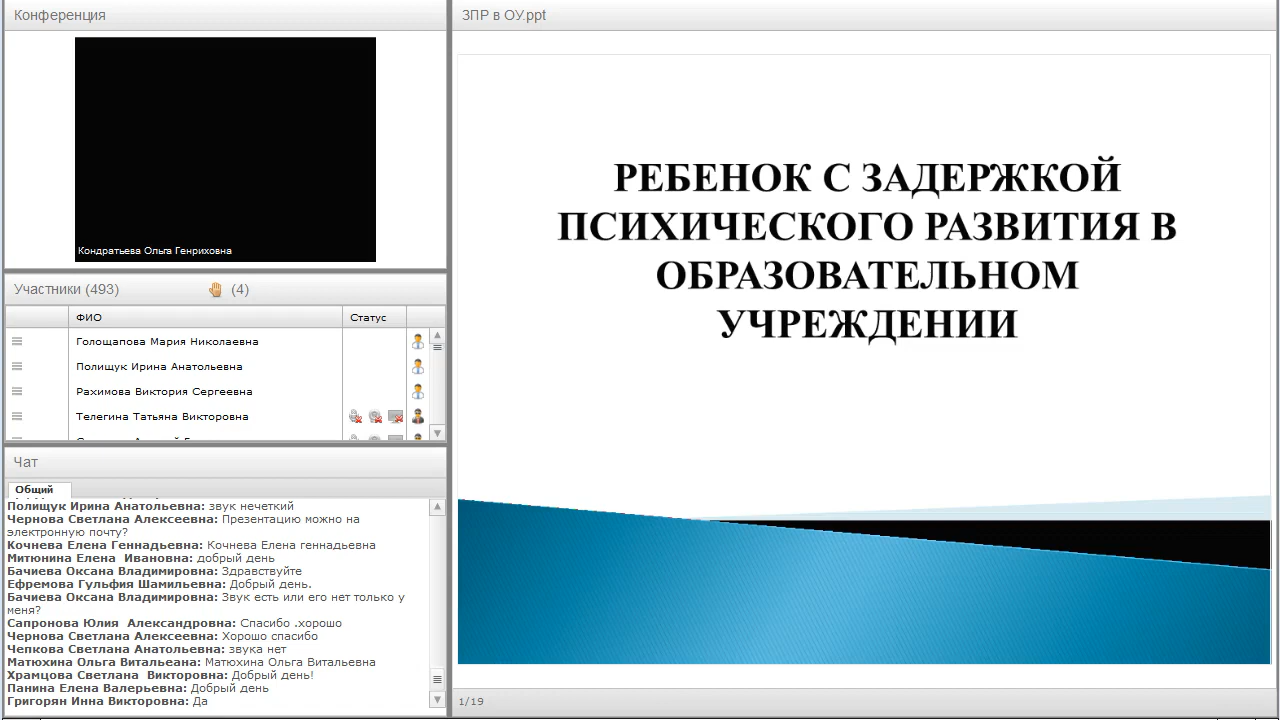 Конференция
Кондратьева Ольга Генриховна
Участники (493)
(4)
ФИО
Статус
Голощапова Мария Николаевна
Полищук Ирина Анатольевна
Рахимова Виктория Сергеевна
Телегина Татьяна Викторовна
Чат
Общий
Полищук Ирина Анатольевна: звук нечеткий
Чернова Светлана Алексеевна: Презентацию можно на
электронную почту?
Кочнева Елена Геннадьевна: Кочнева Елена геннадьевна
Митюнина Елена Ивановна: добрый день
Бачиева Оксана Владимировна: Здравствуйте
Ефремова Гульфия Шамильевна: Добрый день.
Бачиева Оксана Владимировна: Звук есть или его нет только у
меня?
Сапронова Юлия Александровна: Спасибо .хорошо
Чернова Светлана Алексеевна: Хорошо спасибо
Чепкова Светлана Анатольевна: звука нет
Матюхина Ольга Витальеана: Матюхина Ольга Витальевна
Храмцова Светлана Викторовна: Добрый день!
Панина Елена Валерьевна: Добрый день
Григорян Инна Викторовна: Да
ЗПР в ОУ.ppt
РЕБЕНОК С ЗАДЕРЖКОЙ
ПСИХИЧЕСКОГО РАЗВИТИЯ В
ОБРАЗОВАТЕЛЬНОМ
УЧРЕЖДЕНИИ
1/19